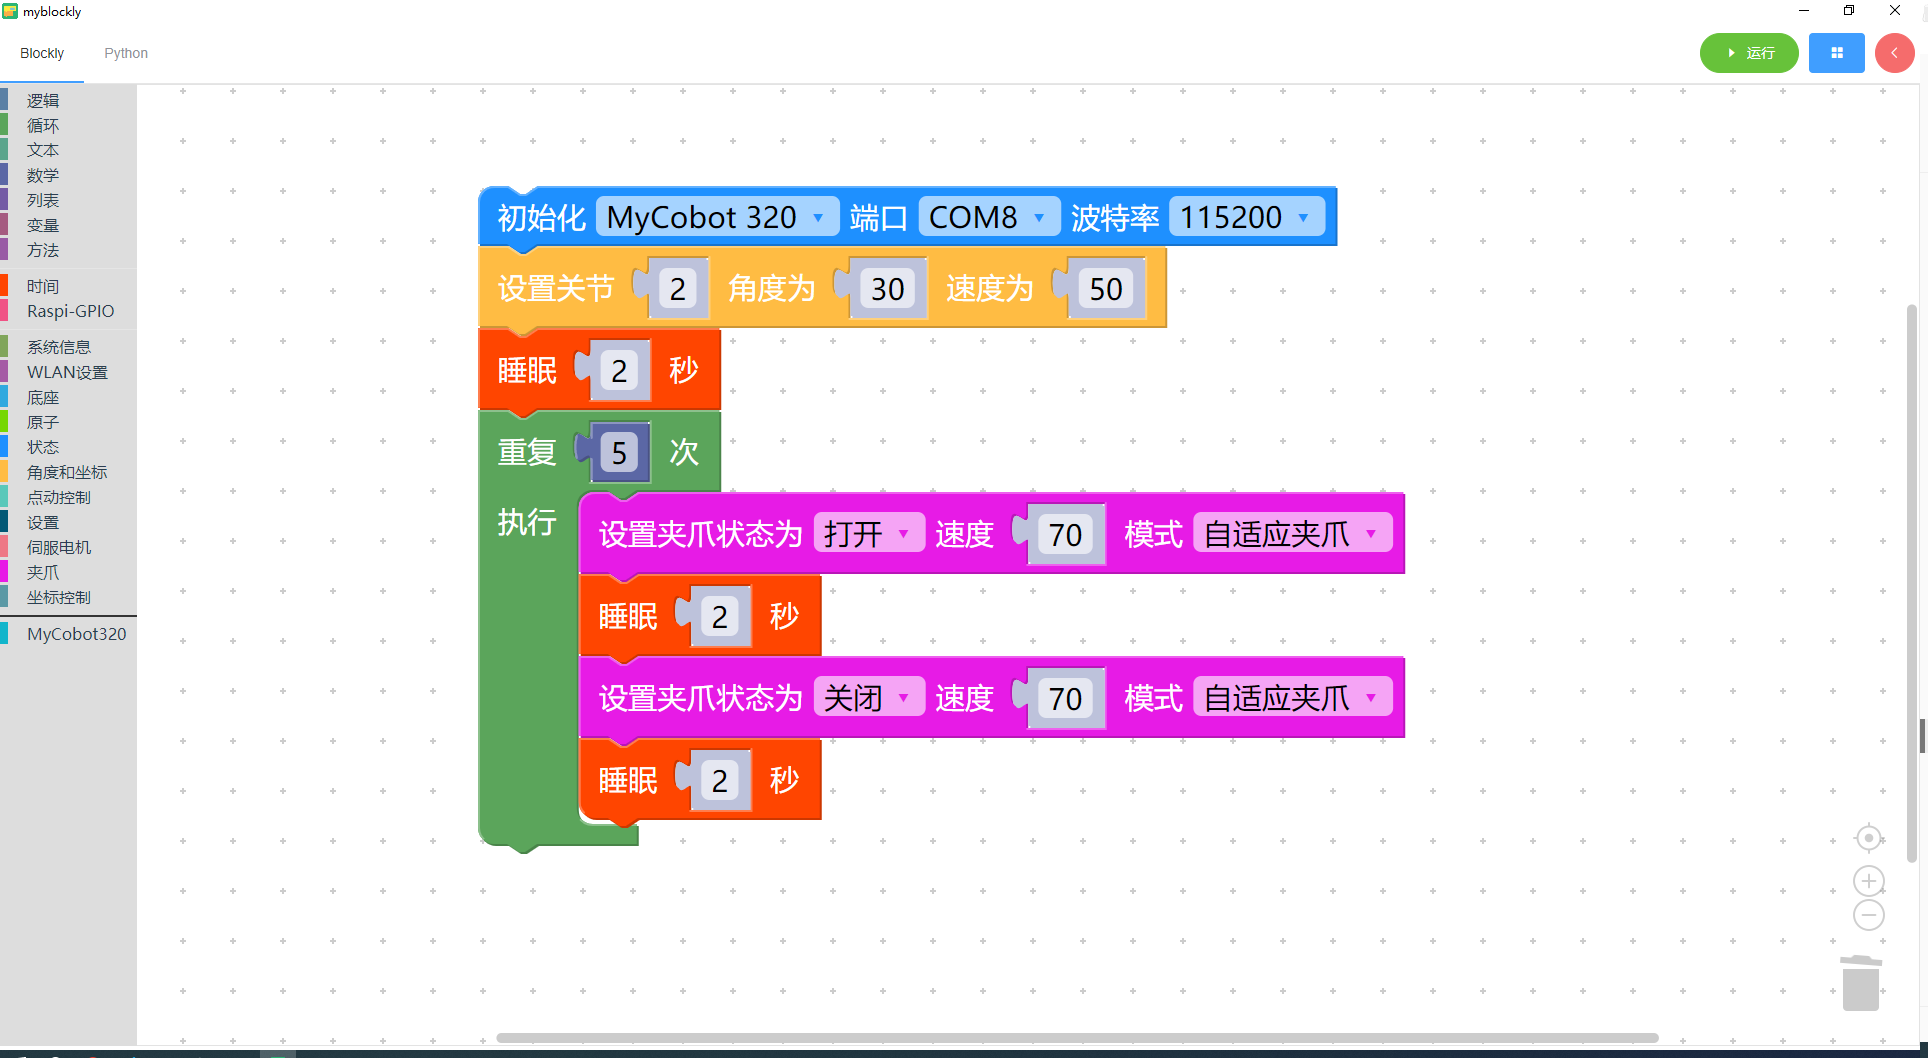 myblockly
Blockly Python 运行
逻辑
循环
文本
数学
列表
变量
方法
时间
Raspi-GPIO
系统信息
WLAN设置
底座
原子
状态
角度和坐标
点动控制
设置
伺服电机
夹爪
坐标控制
MyCobot320
初始化 MyCobot 320 端口 COM8 波特率 115200
设置关节 2 角度为 30 速度为 50
睡眠 2 秒
重复 5 次
执行 设置夹爪状态为 打开 速度 70 模式 自适应夹爪
睡眠 2 秒
设置夹爪状态为 关闭 速度 70 模式 自适应夹爪
睡眠 2 秒